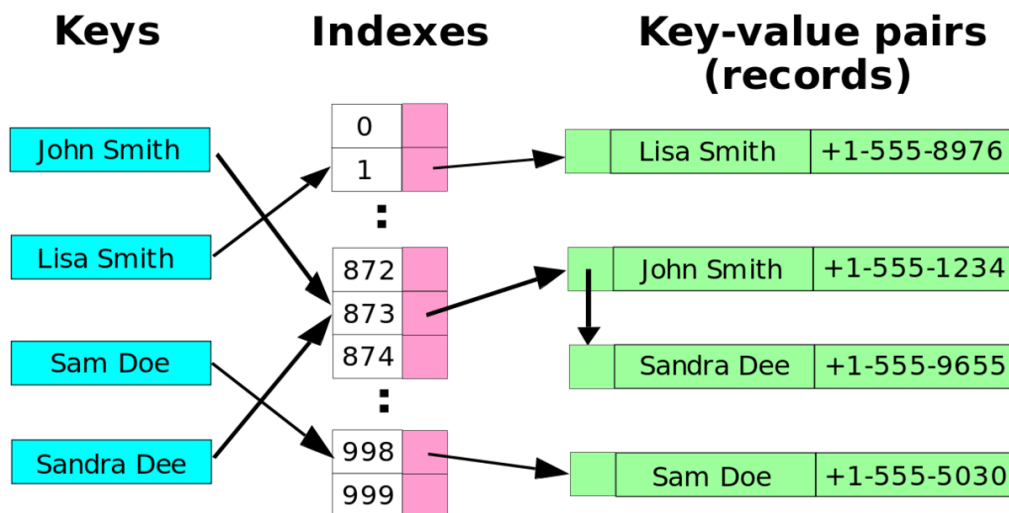 Keys
Indexes
Key-value pairs
(records)
John Smith
Lisa Smith
Sam Doe
Sandra Dee
0
1
:
872
873
874
:
998
999
Lisa Smith +1-555-8976
John Smith +1-555-1234
Sandra Dee +1-555-9655
Sam Doe +1-555-5030